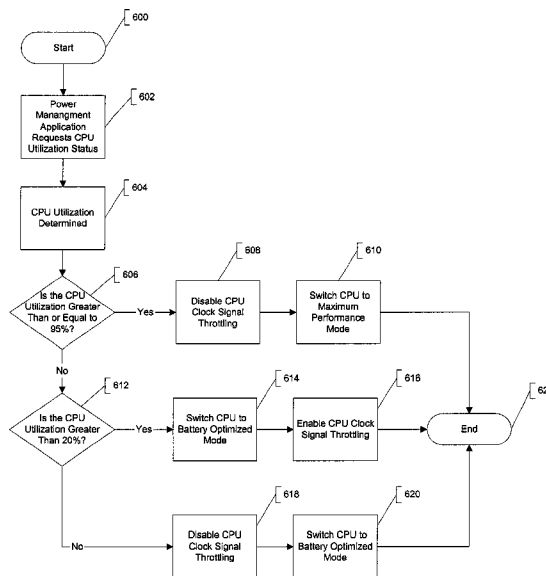 600
Start
602
Power
Managment
Application
Requests CPU
Utilization Status
604
CPU Utilization
Determined
606
Is the CPU
Utilization Greater
Than or Equal to
95%?
Yes
608
Disable CPU
Clock Signal
Throttling
610
Switch CPU to
Maximum
Performance
Mode
No
612
Is the CPU
Utilization Greater
Than 20%?
Yes
614
Switch CPU to
Battery Optimized
Mode
616
Enable CPU Clock
Signal Throttling
62
End
No
618
Disable CPU
Clock Signal
Throttling
620
Switch CPU to
Battery Optimized
Mode